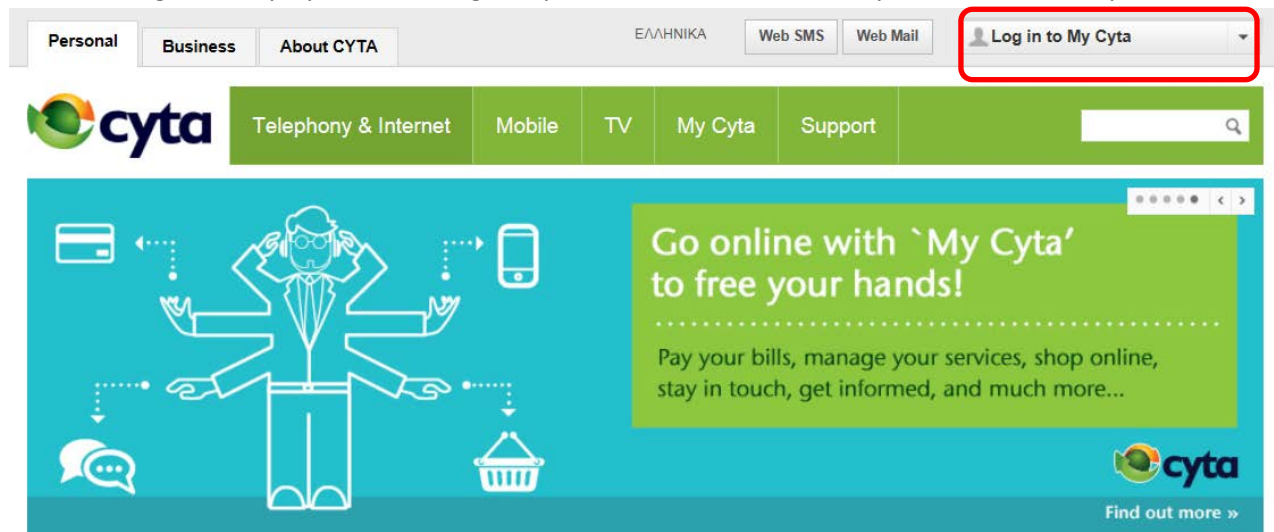 Personal
Business
About CYTA
ΕΛΛΗΝΙΚΑ
Web SMS
Web Mail
Log in to My Cyta
cyta
Telephony & Internet
Mobile
TV
My Cyta
Support
Go online with `My Cyta′
to free your hands!
Pay your bills, manage your services, shop online,
stay in touch, get informed, and much more...
cyta
Find out more »